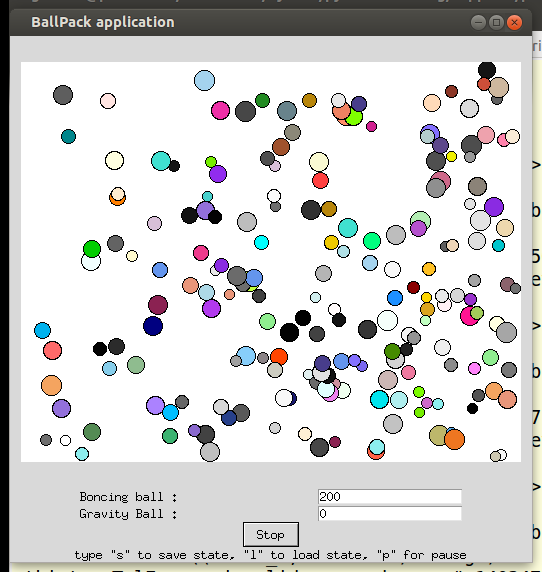 BallPack application
Boncing ball :
200
Gravity Ball :
0
Stop
type "s" to save state, "l" to load state, "p" for pause